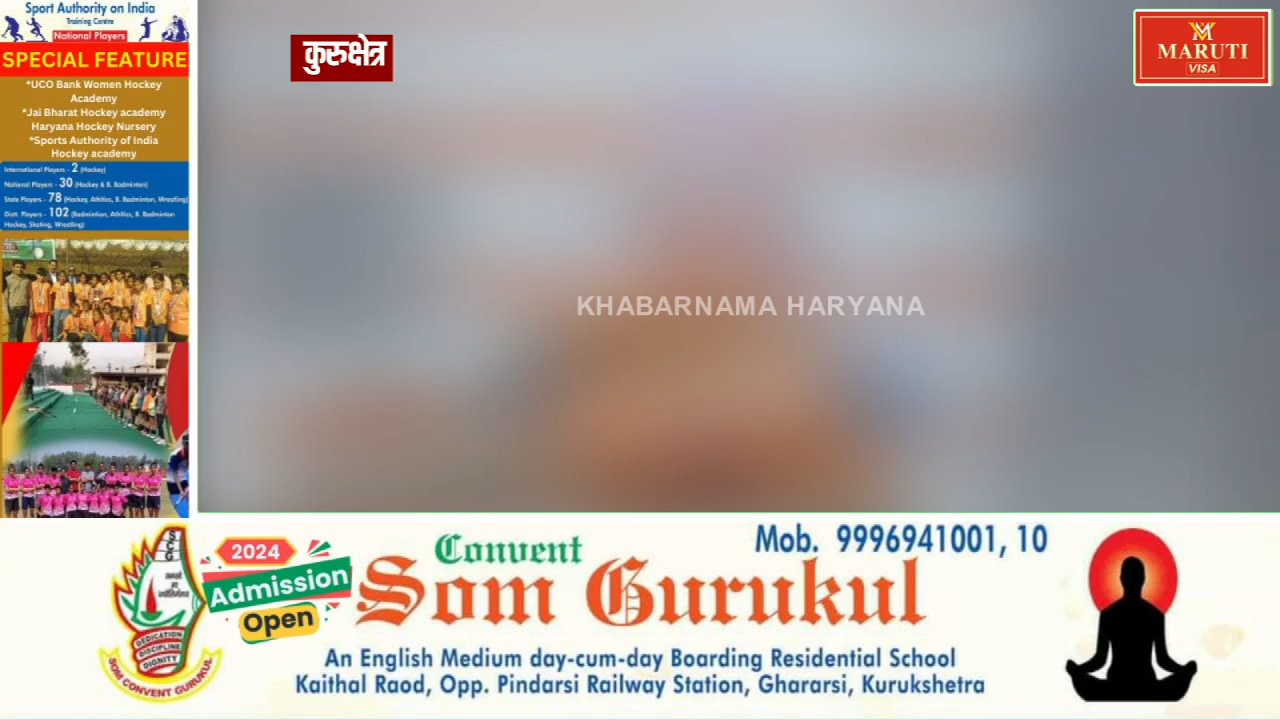 Sport Authority on India
Training Centre
National Players
SPECIAL FEATURE
*UCO Bank Women Hockey
Academy
*Jai Bharat Hockey academy
Haryana Hockey Nursery
*Sports Authority of India
Hockey academy
International Players - 2 (Hockey)
National Players - 30 (Hockey & B. Badminton)
State Players - 78 (Hockey, Athltics, B. Badminton, Wrestling)
Distt. Players - 102 (Badmintion, Athltics, B. Badminton
Hockey, Skating, Wrestling)
कुरुक्षेत्र
MARUTI
VISA
KHABARNAMA HARYANA
SCG
DEDICATION
DISCIPLINE
DIGNITY
SOM CONVENT GURUKUL
2024
Admission
Open
Convent
Mob. 9996941001, 10
Som Gurukul
An English Medium day-cum-day Boarding Residential School
Kaithal Raod, Opp. Pindarsi Railway Station, Ghararsi, Kurukshetra